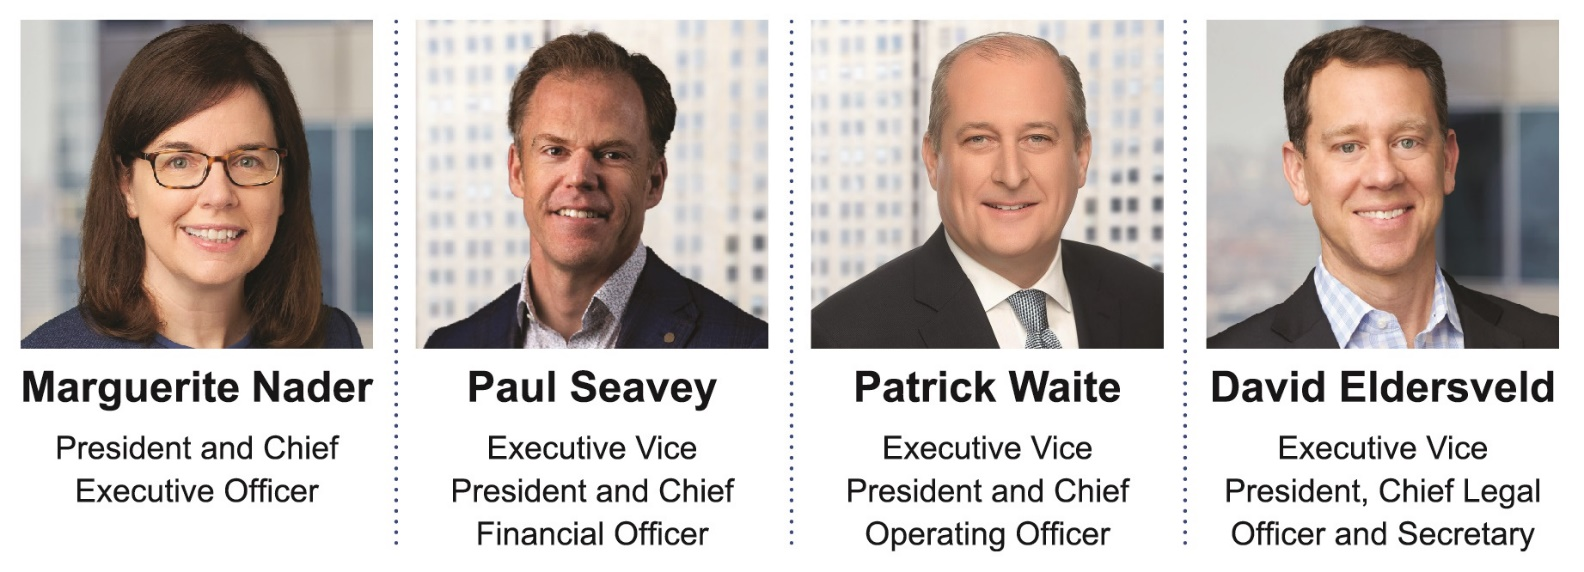 Marguerite Nader
President and Chief
Executive Officer
Paul Seavey
Executive Vice
President and Chief
Financial Officer
Patrick Waite
Executive Vice
President and Chief
Operating Officer
David Eldersveld
Executive Vice
President, Chief Legal
Officer and Secretary